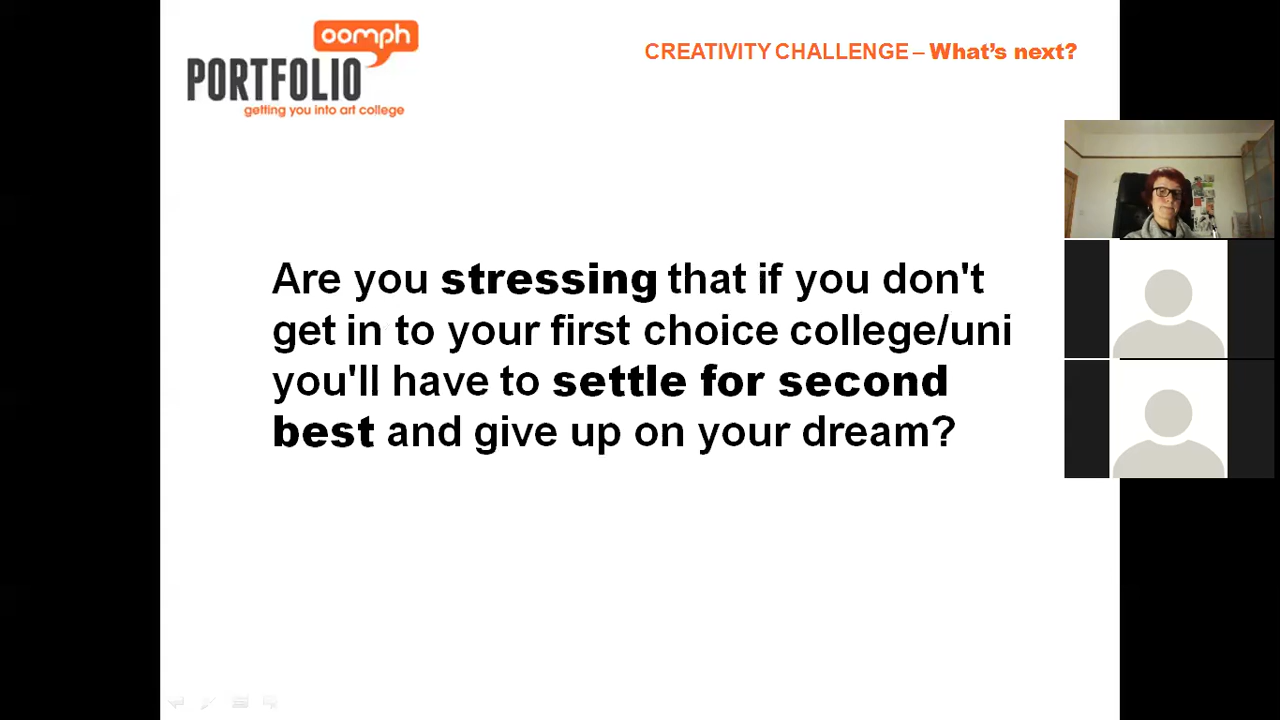 oomph
PORTFOLIO
getting you into art college
CREATIVITY CHALLENGE – What's next?
Are you stressing that if you don't
get in to your first choice college/uni
you'll have to settle for second
best and give up on your dream?